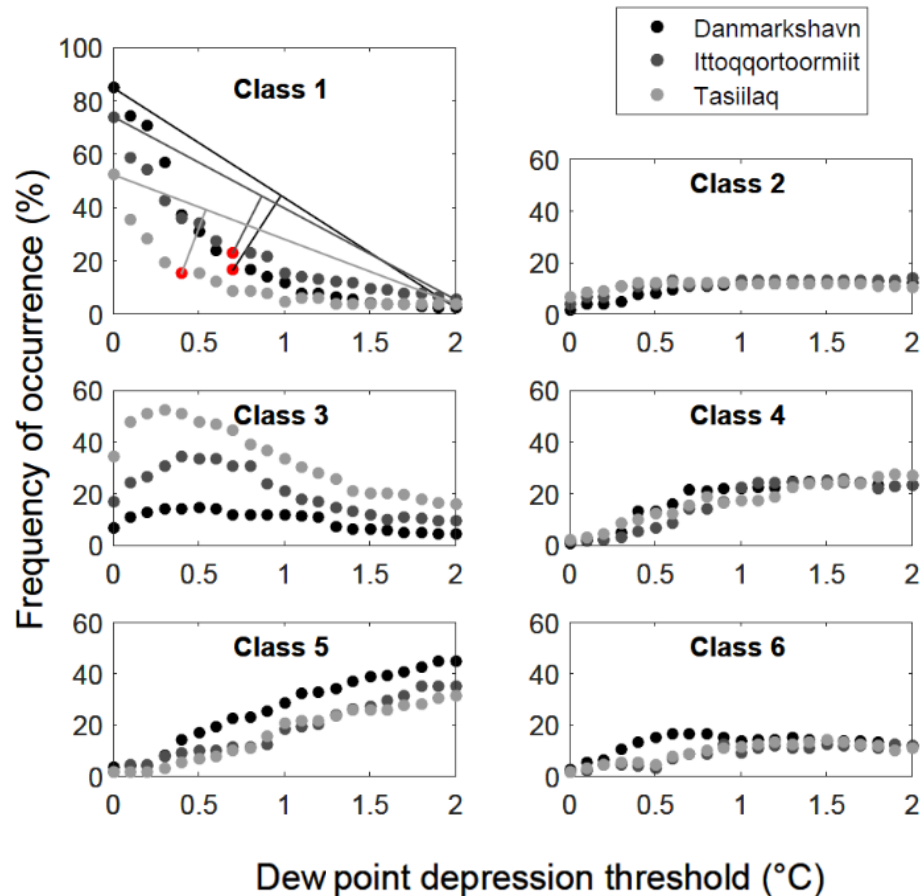 Danmarkshavn
Ittoqqortoormiit
Tasiilaq
Frequency of occurrence (%)
100
80
60
40
20
0
Class 1
0 0.5 1 1.5 2
60
40
20
0
Class 2
0 0.5 1 1.5 2
60
40
20
0
Class 3
0 0.5 1 1.5 2
60
40
20
0
Class 4
0 0.5 1 1.5 2
60
40
20
0
Class 5
0 0.5 1 1.5 2
60
40
20
0
Class 6
0 0.5 1 1.5 2
Dew point depression threshold (°C)